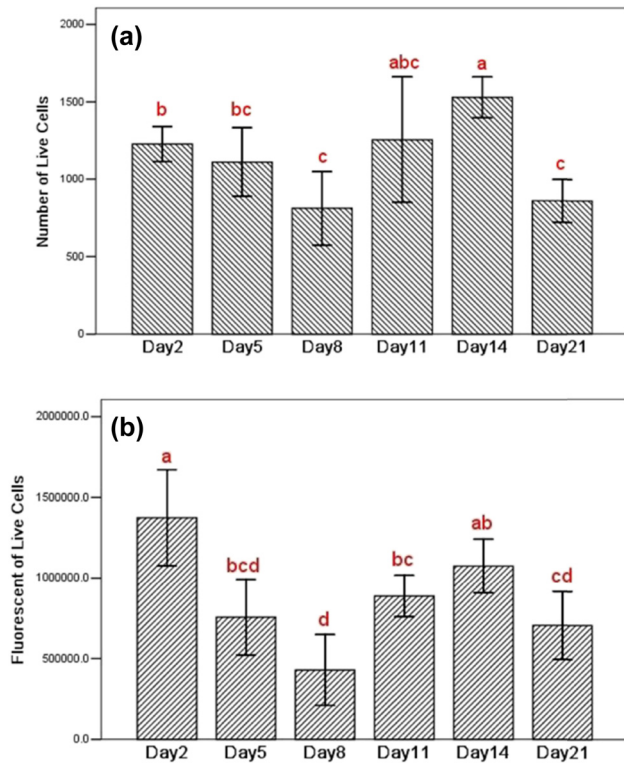 (a)
Number of Live Cells
2000
1500
1000
500
0
b
bc
c
abc
a
c
Day2 Day5 Day8 Day11 Day14 Day21
(b)
Fluorescent of Live Cells
2000000.0
1500000.0
1000000.0
500000.0
0.0
a
bcd
d
bc
ab
cd
Day2 Day5 Day8 Day11 Day14 Day21